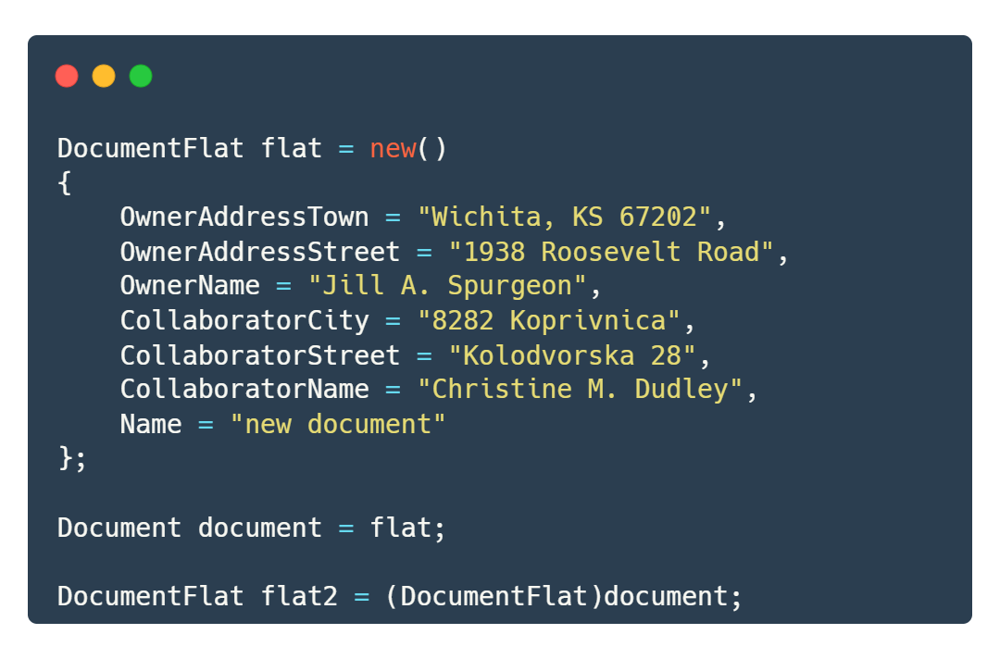 DocumentFlat flat = new()
{
    OwnerAddressTown = "Wichita, KS 67202",
    OwnerAddressStreet = "1938 Roosevelt Road",
    OwnerName = "Jill A. Spurgeon",
    CollaboratorCity = "8282 Koprivnica",
    CollaboratorStreet = "Kolodvorska 28",
    CollaboratorName = "Christine M. Dudley",
    Name = "new document"
};

Document document = flat;

DocumentFlat flat2 = (DocumentFlat)document;